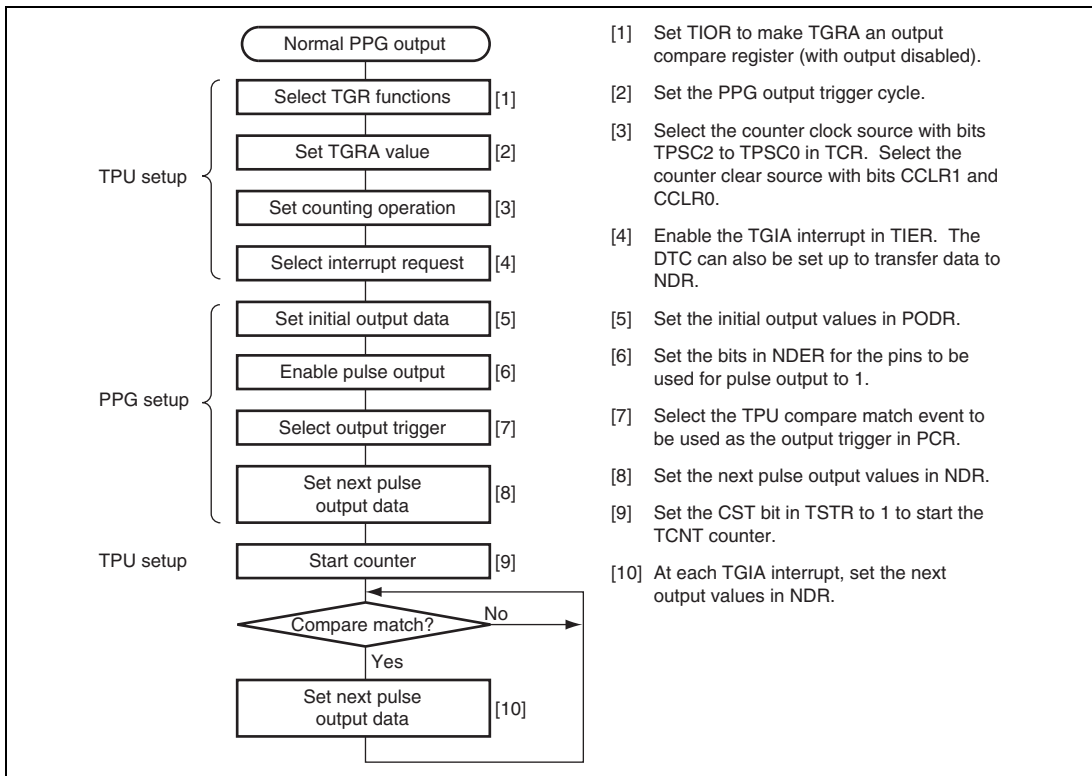 Normal PPG output
Select TGR functions [1]
Set TGRA value [2]
TPU setup
Set counting operation [3]
Select interrupt request [4]
Set initial output data [5]
Enable pulse output [6]
PPG setup
Select output trigger [7]
Set next pulse
output data
[8]
TPU setup
Start counter [9]
Compare match?
No
Yes
Set next pulse
output data
[10]
[1] Set TIOR to make TGRA an output
compare register (with output disabled).
[2] Set the PPG output trigger cycle.
[3] Select the counter clock source with bits
TPSC2 to TPSC0 in TCR. Select the
counter clear source with bits CCLR1 and
CCLR0.
[4] Enable the TGIA interrupt in TIER. The
DTC can also be set up to transfer data to
NDR.
[5] Set the initial output values in PODR.
[6] Set the bits in NDER for the pins to be
used for pulse output to 1.
[7] Select the TPU compare match event to
be used as the output trigger in PCR.
[8] Set the next pulse output values in NDR.
[9] Set the CST bit in TSTR to 1 to start the
TCNT counter.
[10] At each TGIA interrupt, set the next
output values in NDR.